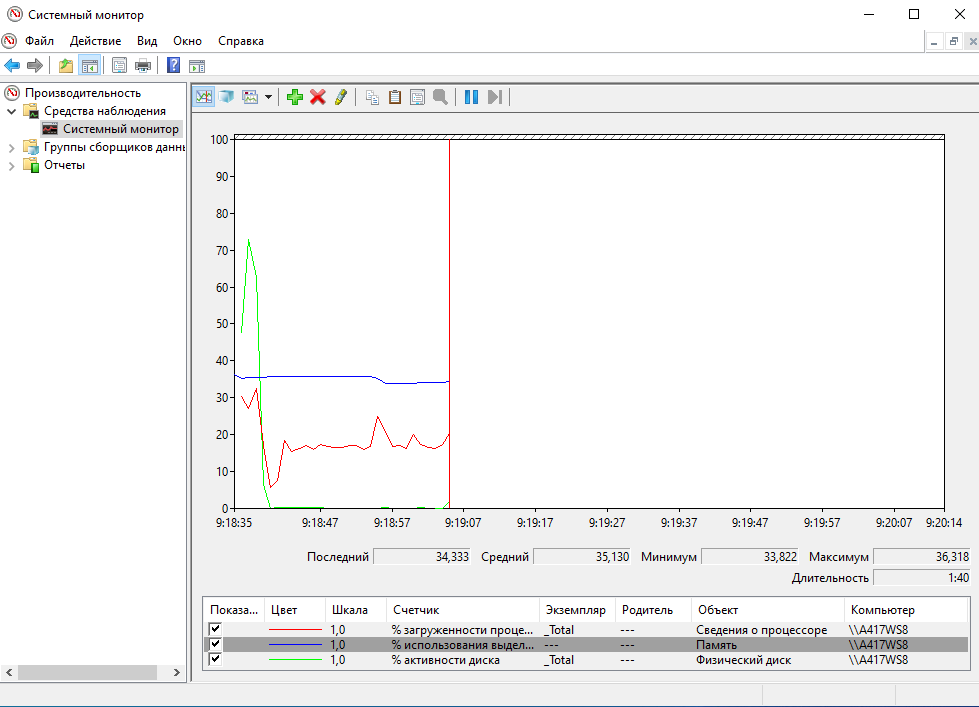 Системный монитор
Файл Действие Вид Окно Справка
Производительность
Средства наблюдения
Системный монитор
Группы сборщиков данн
Отчеты
100
90
80
70
60
50
40
30
20
10
0
9:18:35 9:18:47 9:18:57 9:19:07 9:19:17 9:19:27 9:19:37 9:19:47 9:19:57 9:20:07 9:20:14
Последний 34,333 Средний 35,130 Минимум 33,822 Максимум 36,318
Длительность 1:40
Показа... Цвет Шкала Счетчик Экземпляр Родитель Объект Компьютер
1,0 % загруженности проце... _Total --- Сведения о процессоре \\A417WS8
1,0 % использования выдел... --- --- Память \\A417WS8
1,0 % активности диска _Total --- Физический диск \\A417WS8